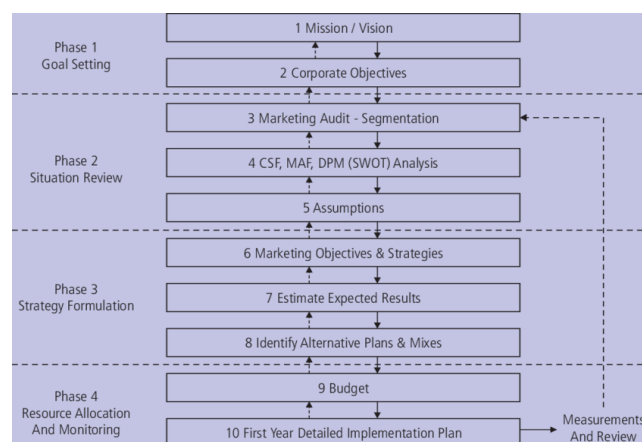 Phase 1
Goal Setting
1 Mission / Vision
2 Corporate Objectives
Phase 2
Situation Review
3 Marketing Audit - Segmentation
4 CSF, MAF, DPM (SWOT) Analysis
5 Assumptions
Phase 3
Strategy Formulation
6 Marketing Objectives & Strategies
7 Estimate Expected Results
8 Identify Alternative Plans & Mixes
Phase 4
Resource Allocation
And Monitoring
9 Budget
10 First Year Detailed Implementation Plan
Measurements
And Review